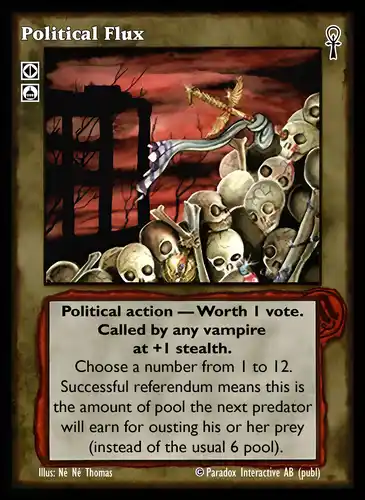 Political Flux
Political action — Worth 1 vote.
Called by any vampire
at +1 stealth.
Choose a number from 1 to 12.
Successful referendum means this is
the amount of pool the next predator
will earn for ousting his or her prey
(instead of the usual 6 pool).
Illus: Né Né Thomas © Paradox Interactive AB (publ)